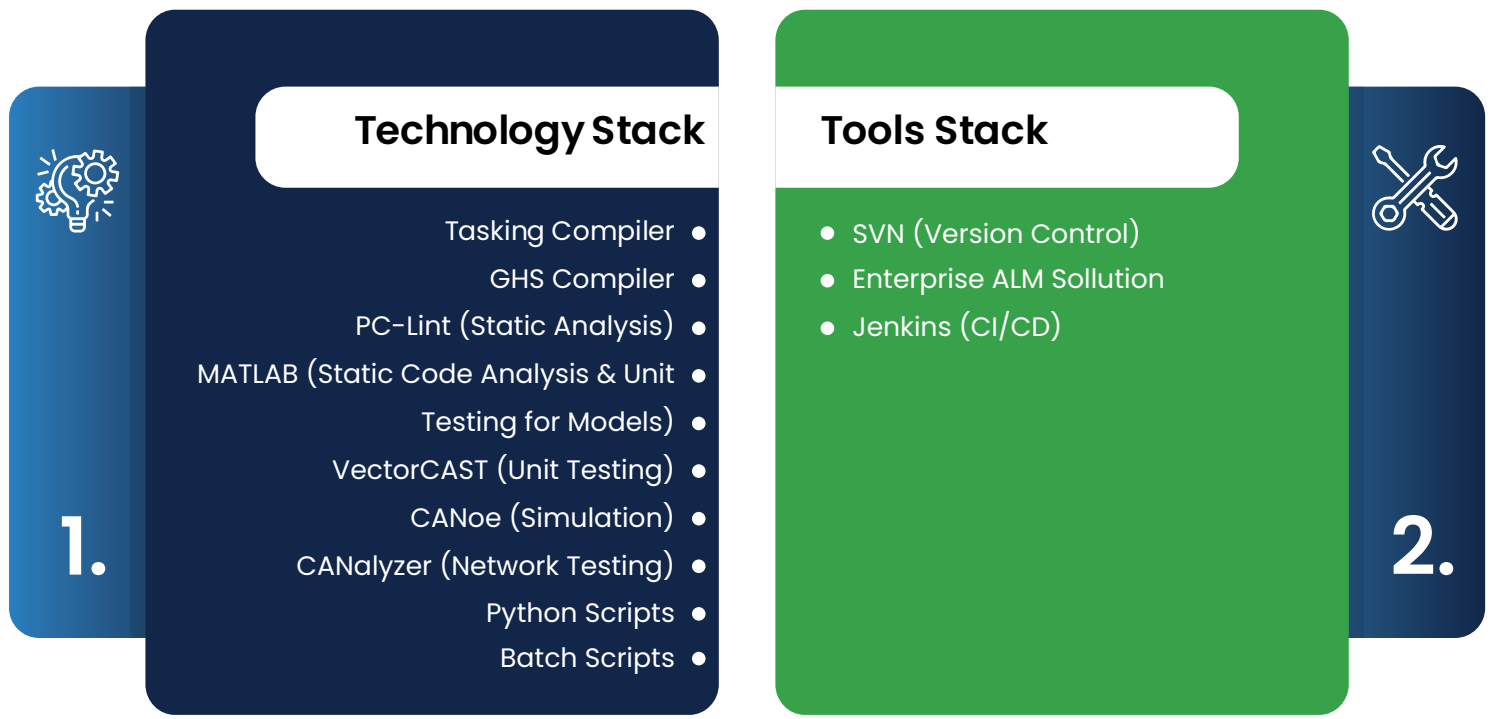 Technology Stack
Tasking Compiler
GHS Compiler
PC-Lint (Static Analysis)
MATLAB (Static Code Analysis & Unit
Testing for Models)
VectorCAST (Unit Testing)
CANoe (Simulation)
CANalyzer (Network Testing)
Python Scripts
Batch Scripts
1.
Tools Stack
SVN (Version Control)
Enterprise ALM Sollution
Jenkins (CI/CD)
2.